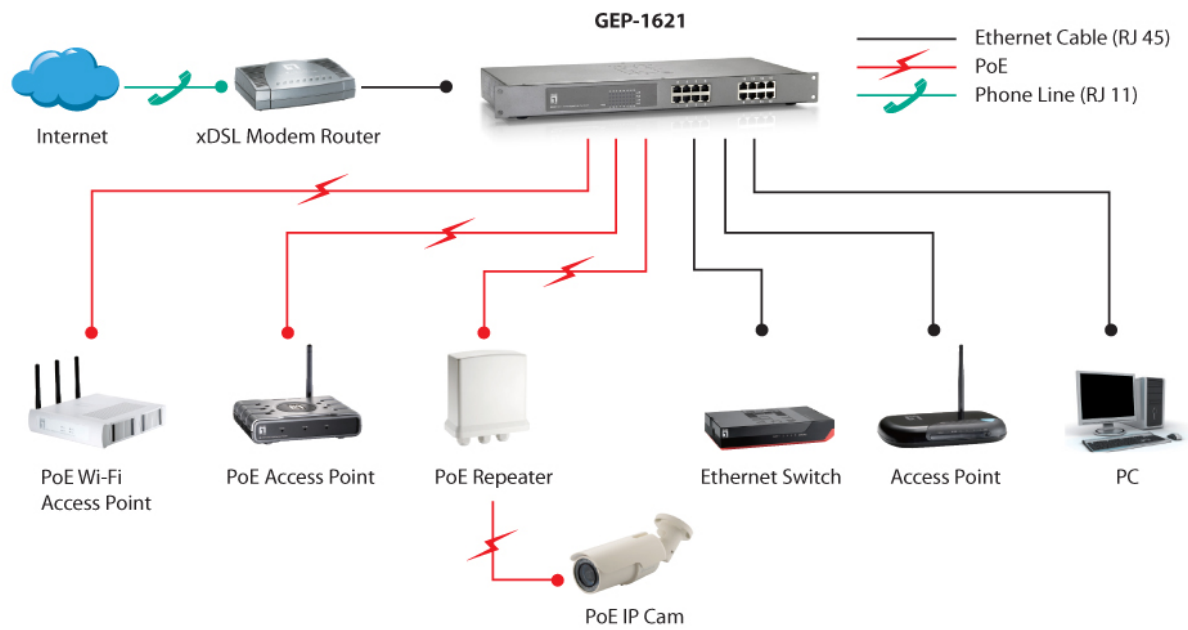 GEP-1621
Ethernet Cable (RJ 45)
PoE
Phone Line (RJ 11)
Internet
xDSL Modem Router
PoE Wi-Fi
Access Point
PoE Access Point
PoE Repeater
Ethernet Switch
Access Point
PC
PoE IP Cam